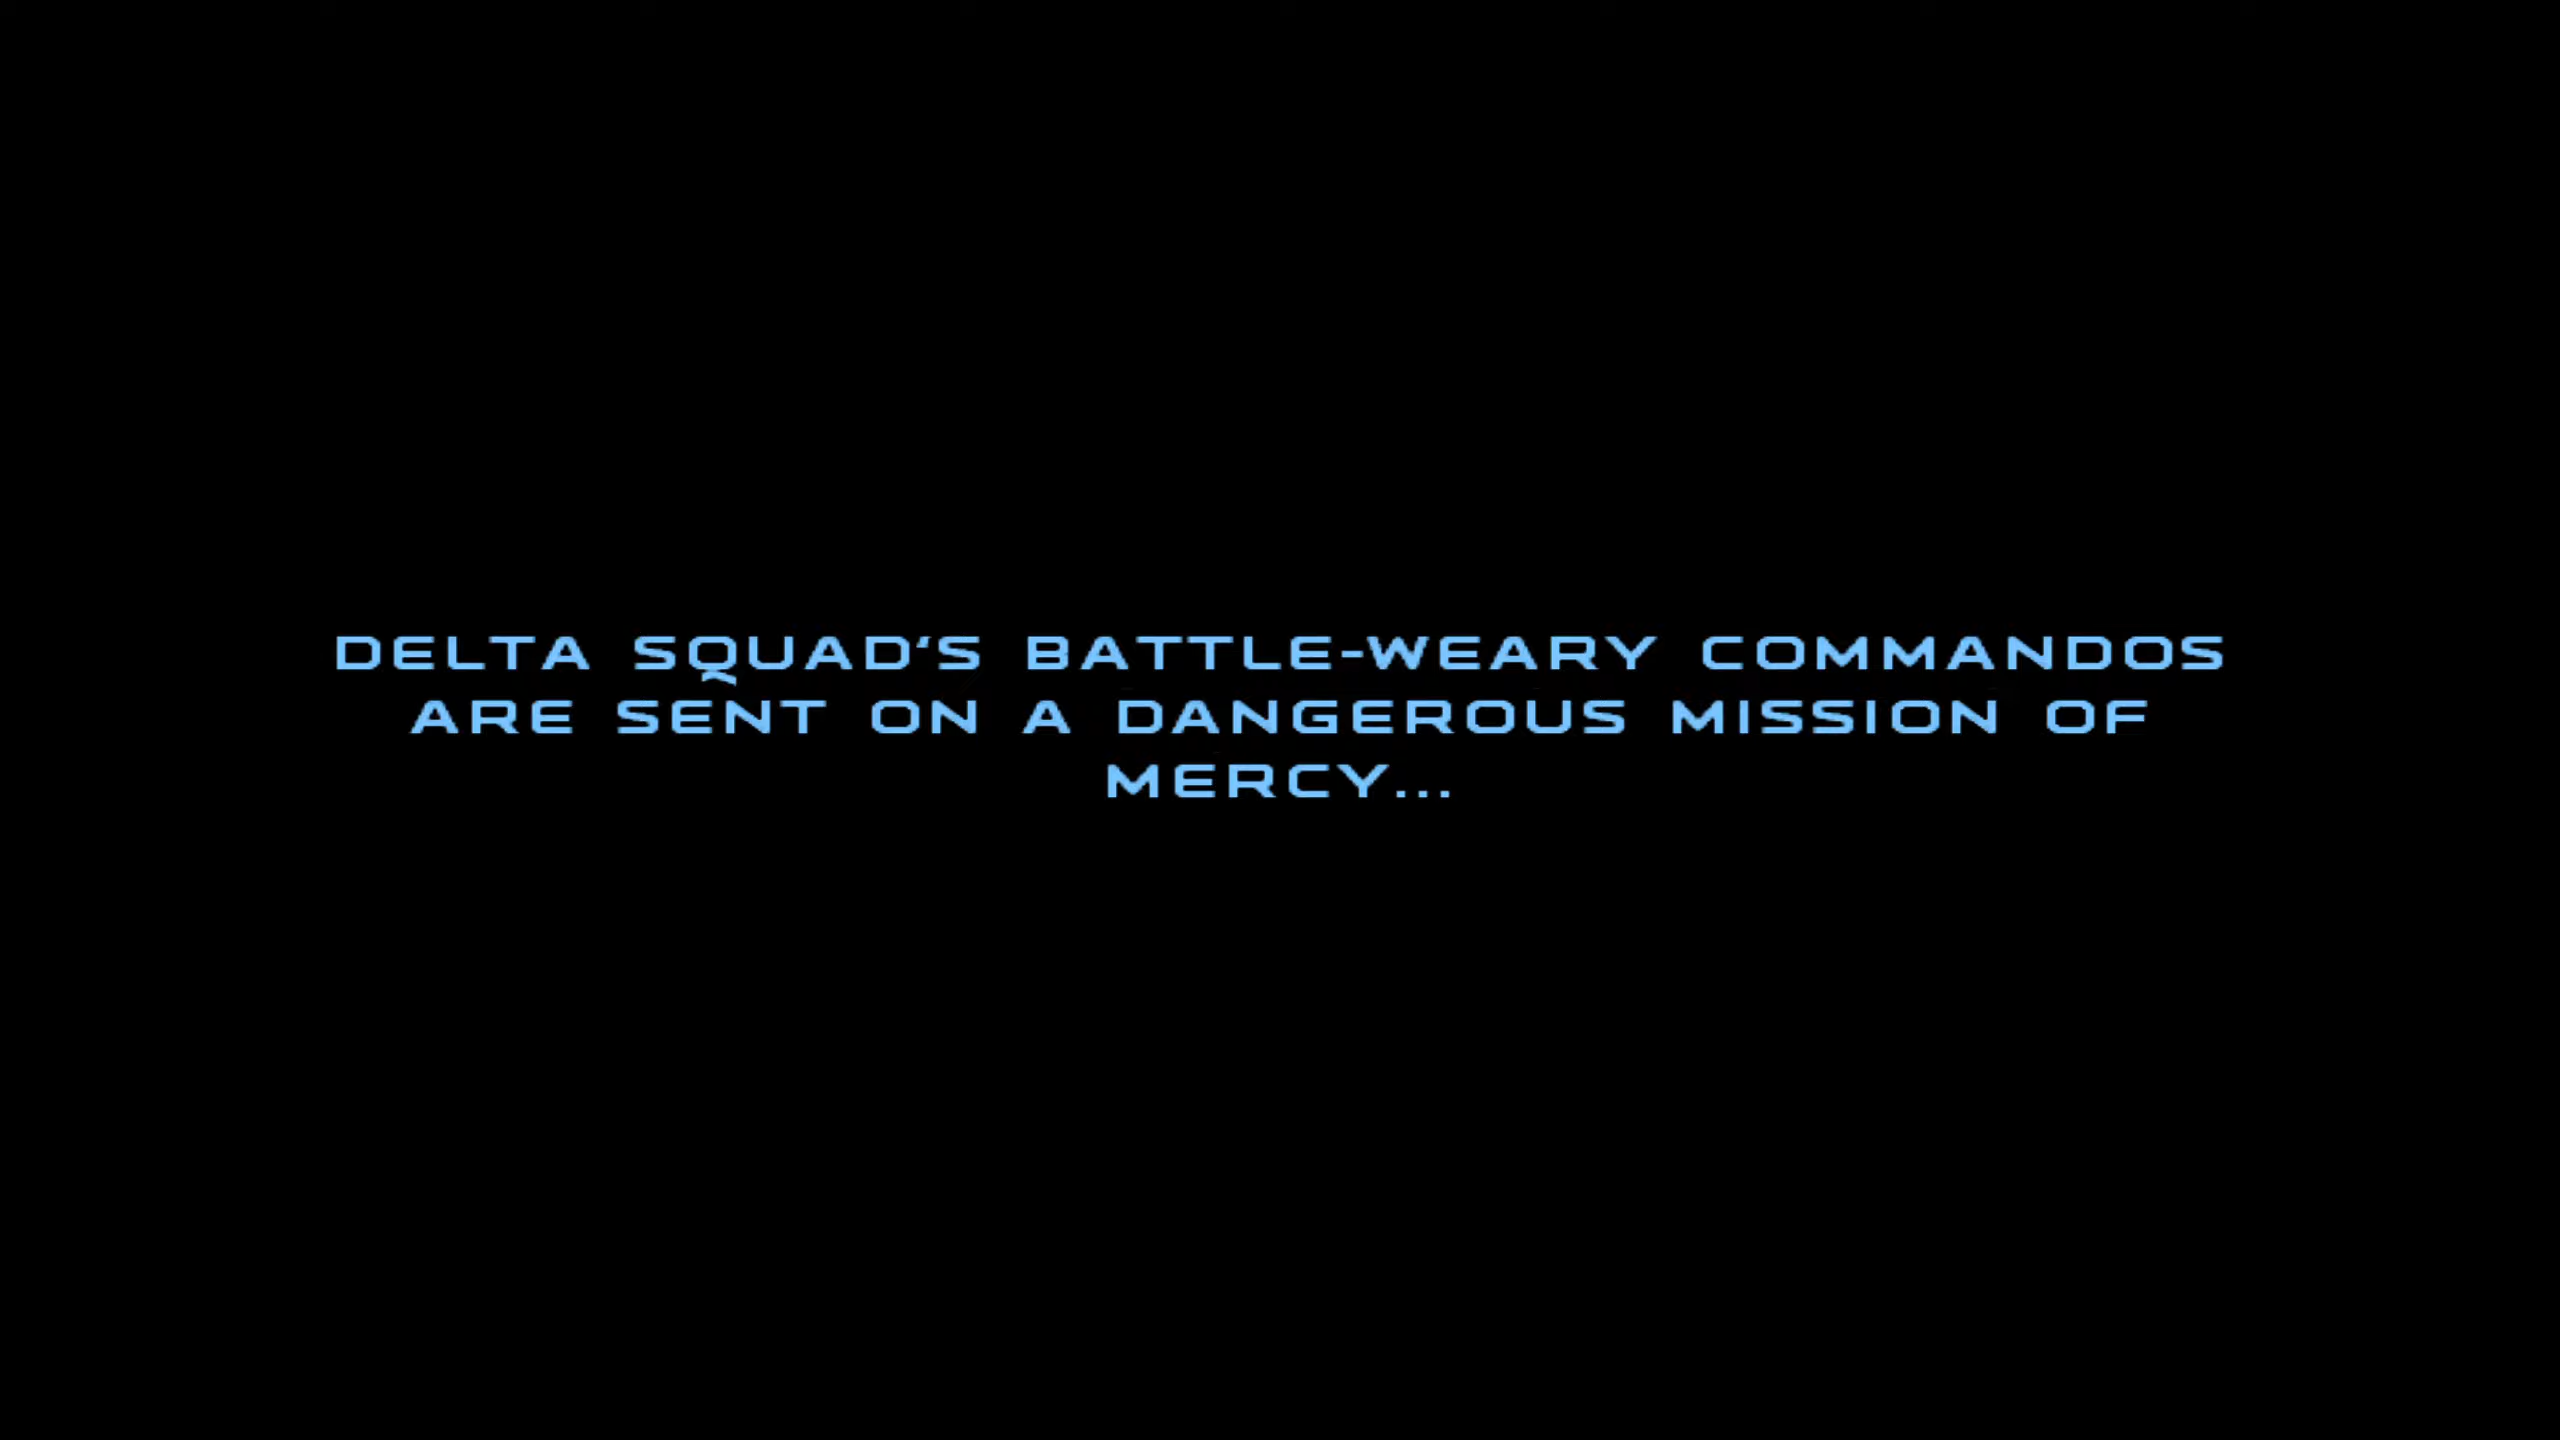 DELTA SQUAD'S BATTLE-WEARY COMMANDOS
ARE SENT ON A DANGEROUS MISSION OF
MERCY...